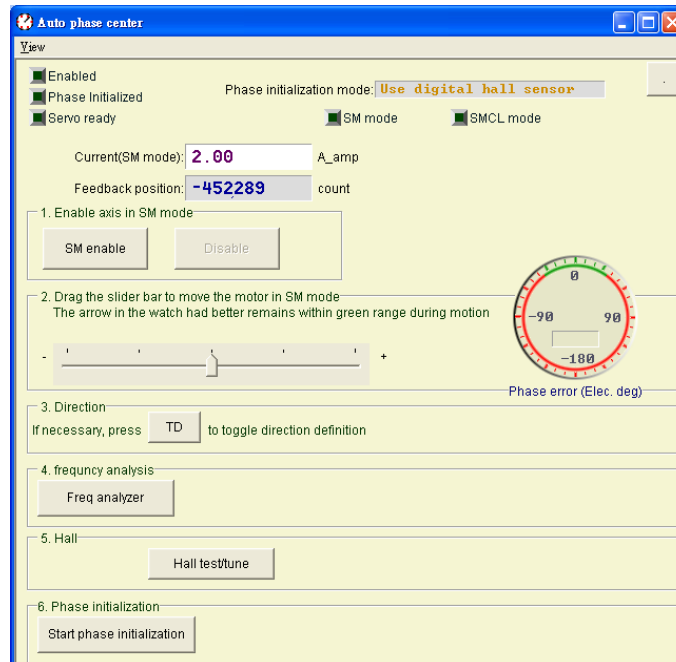 Auto phase center
View
Enabled
Phase Initialized
Servo ready
Phase initialization mode: Use digital hall sensor
SM mode
SMCL mode
Current(SM mode): 2.00 A_amp
Feedback position: -452289 count
1. Enable axis in SM mode
SM enable
Disable
2. Drag the slider bar to move the motor in SM mode
The arrow in the watch had better remains within green range during motion
- +
0
-90 90
-180
Phase error (Elec. deg)
3. Direction
If necessary, press TD to toggle direction definition
4. frequncy analysis
Freq analyzer
5. Hall
Hall test/tune
6. Phase initialization
Start phase initialization